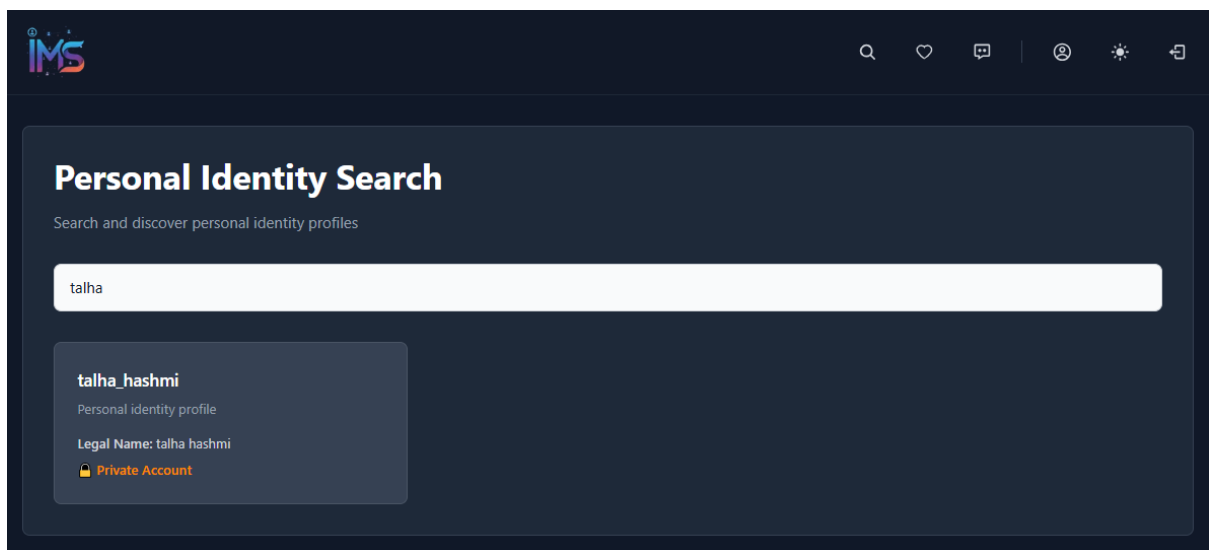 iMS
Personal Identity Search
Search and discover personal identity profiles
talha
talha_hashmi
Personal identity profile
Legal Name: talha hashmi
Private Account